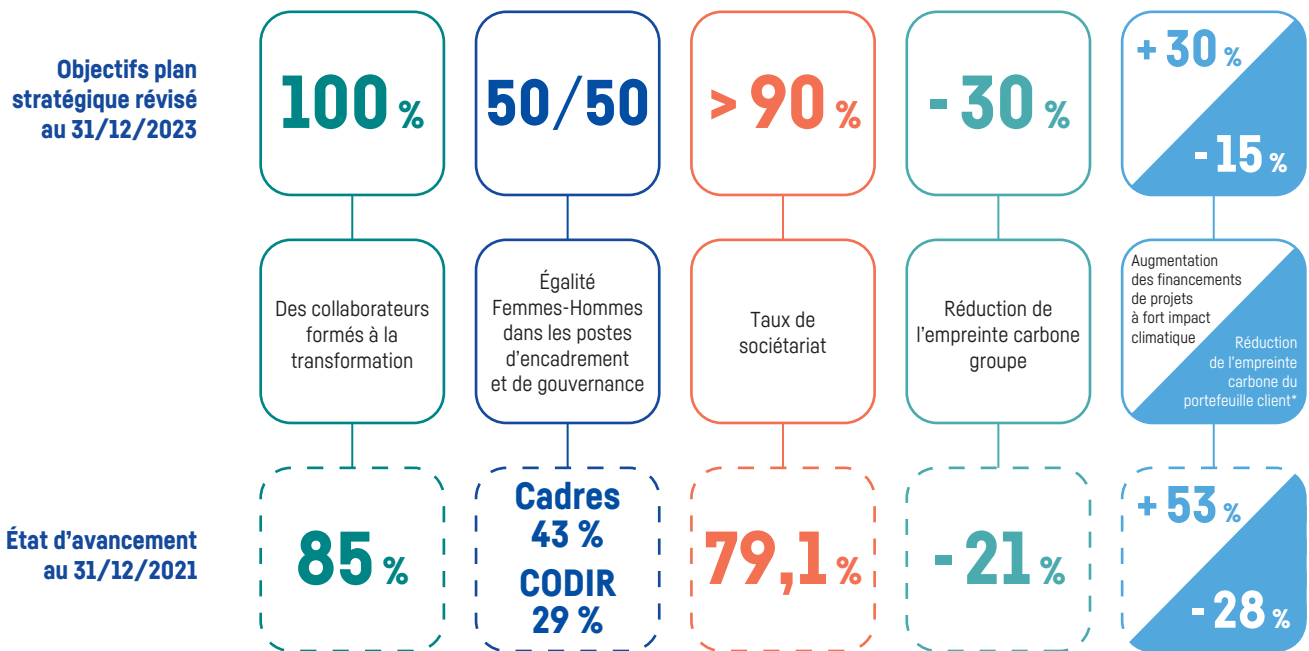 Objectifs plan
stratégique révisé
au 31/12/2023
100 %
50/50
> 90 %
- 30 %
+ 30 %
- 15 %
Des collaborateurs
formés à la
transformation
Égalité
Femmes-Hommes
dans les postes
d'encadrement
et de gouvernance
Taux de
sociétariat
Réduction de
l'empreinte carbone
groupe
Augmentation
des financements
de projets
à fort impact
climatique
Réduction
de l'empreinte
carbone du
portefeuille client*
État d'avancement
au 31/12/2021
85 %
Cadres
43 %
CODIR
29 %
79,1 %
- 21 %
+ 53 %
- 28 %